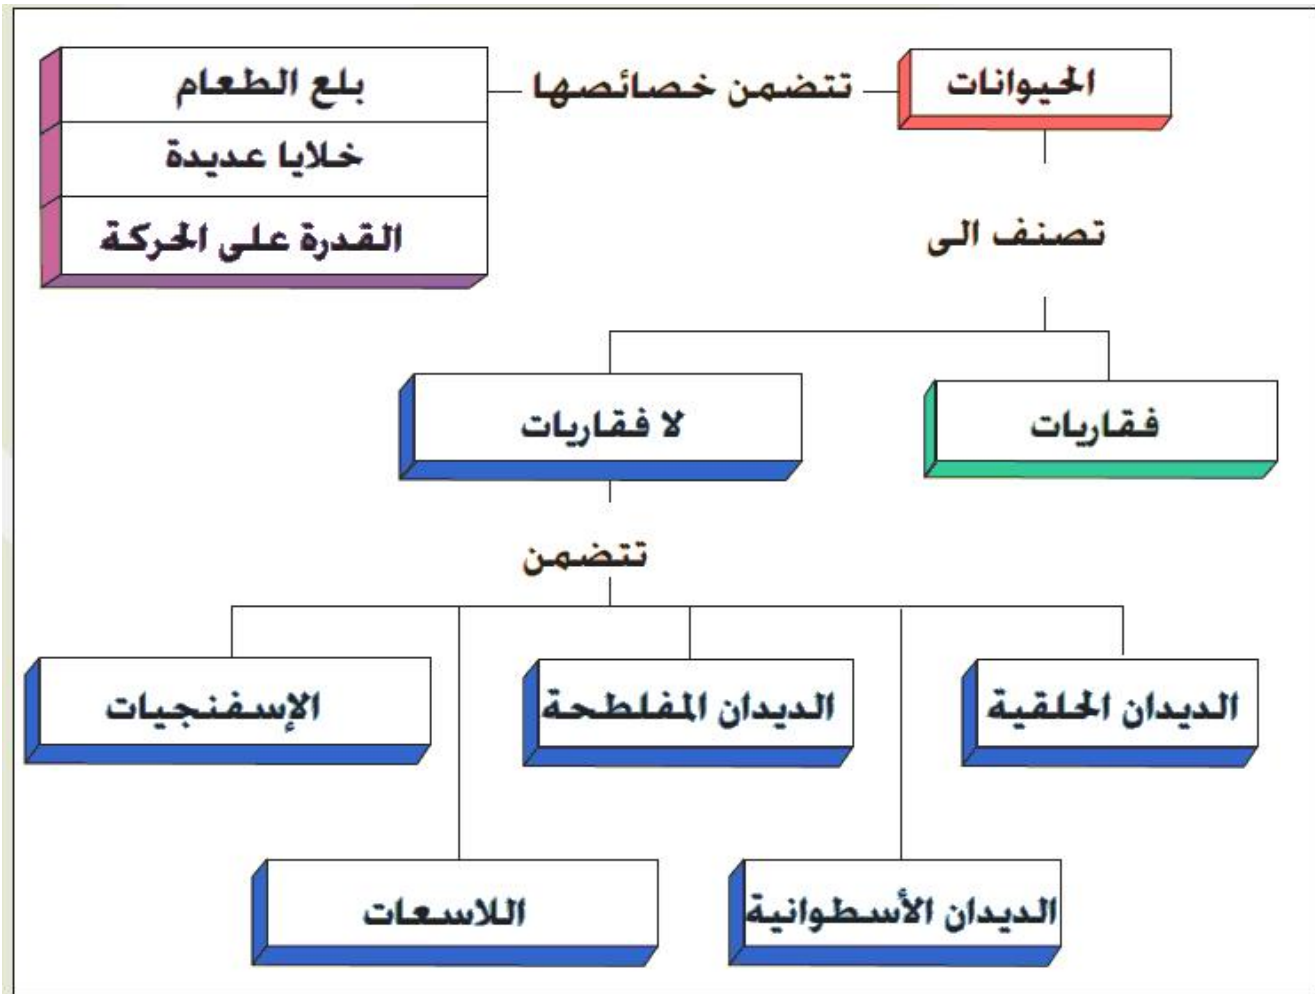 الحيوانات
تتضمن خصائصها
بلع الطعام
خلايا عديدة
القدرة على الحركة
تصنف الى
فقاريات
لا فقاريات
تتضمن
الديدان الحلقية
الديدان المفلطحة
الإسفنجيات
الديدان الأسطوانية
اللاسعات